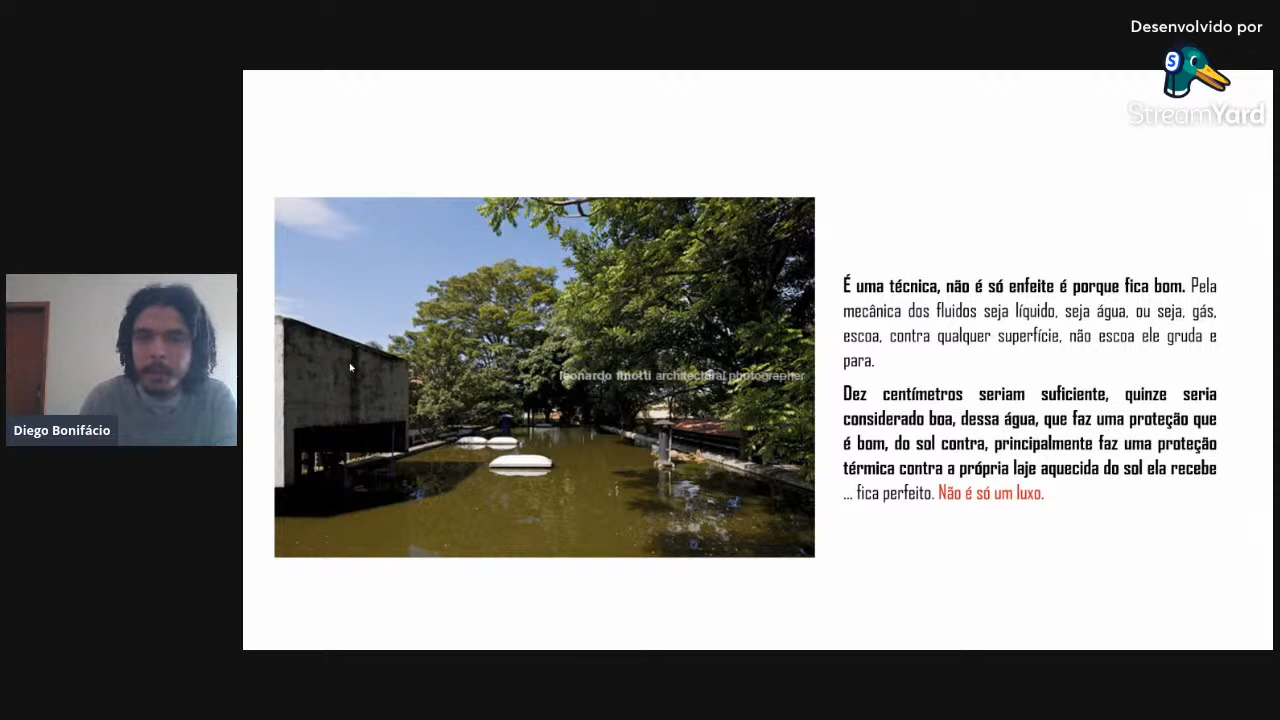 Desenvolvido por
S
StreamYard
É uma técnica, não é só enfeite é porque fica bom. Pela
mecânica dos fluidos seja líquido, seja água, ou seja, gás,
escoa, contra qualquer superfície, não escoa ele gruda e
para.
leonardo finotti architectural photographer
Dez centímetros seriam suficiente, quinze seria
considerado boa, dessa água, que faz uma proteção que
é bom, do sol contra, principalmente faz uma proteção
térmica contra a própria laje aquecida do sol ela recebe
... fica perfeito. Não é só um luxo.
Diego Bonifácio